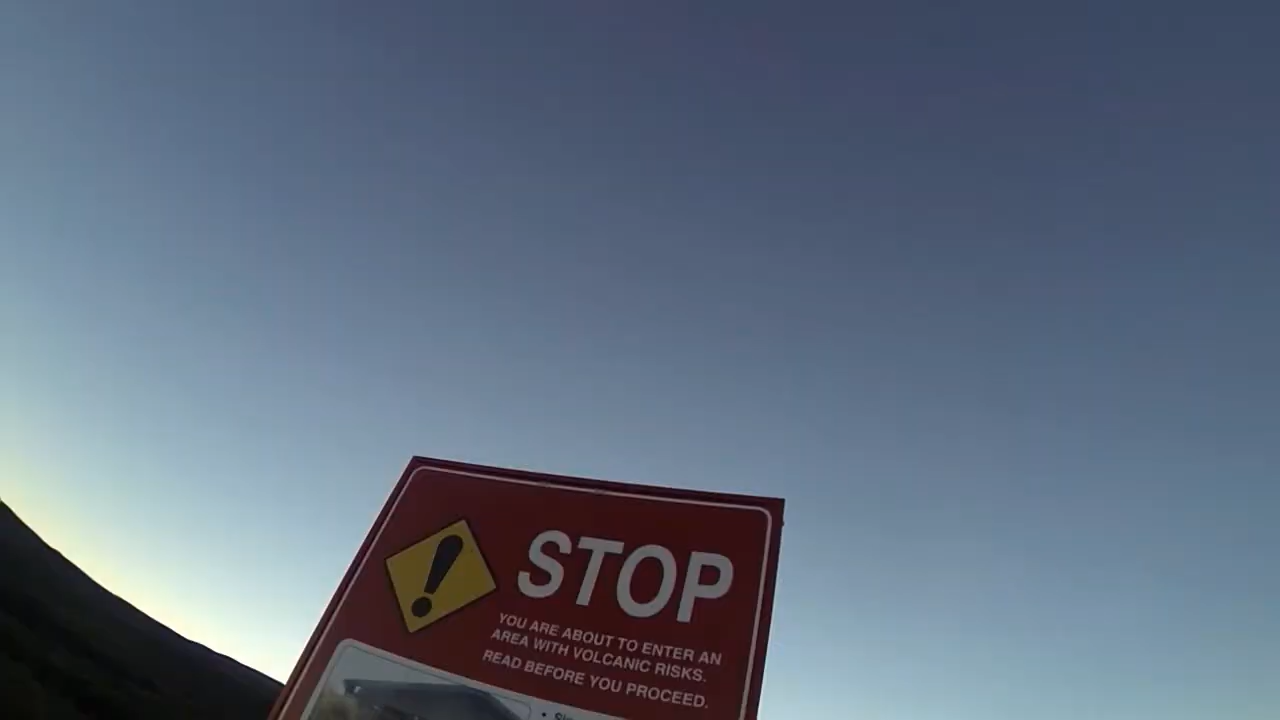 STOP
YOU ARE ABOUT TO ENTER AN
AREA WITH VOLCANIC RISKS.
READ BEFORE YOU PROCEED.